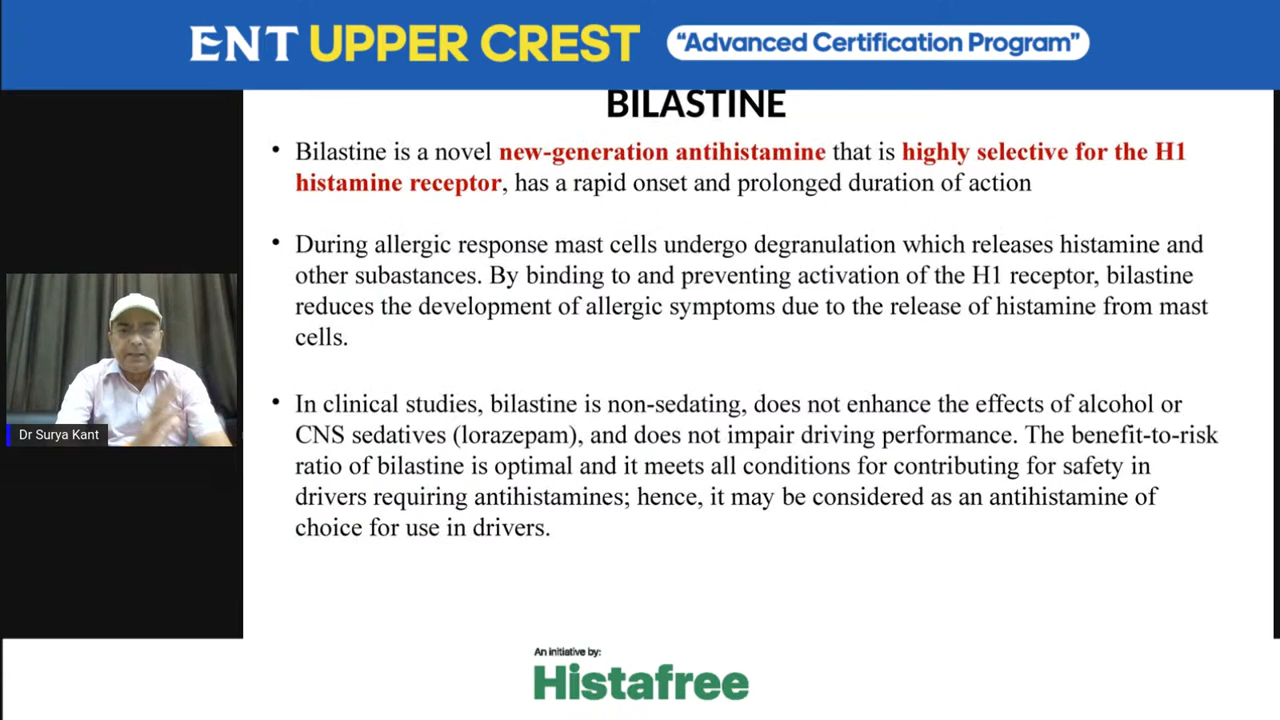 ENT UPPER CREST "Advanced Certification Program"
BILASTINE
• Bilastine is a novel new-generation antihistamine that is highly selective for the H1
histamine receptor, has a rapid onset and prolonged duration of action
• During allergic response mast cells undergo degranulation which releases histamine and
other subastances. By binding to and preventing activation of the H1 receptor, bilastine
reduces the development of allergic symptoms due to the release of histamine from mast
cells.
• In clinical studies, bilastine is non-sedating, does not enhance the effects of alcohol or
CNS sedatives (lorazepam), and does not impair driving performance. The benefit-to-risk
ratio of bilastine is optimal and it meets all conditions for contributing for safety in
drivers requiring antihistamines; hence, it may be considered as an antihistamine of
choice for use in drivers.
Dr Surya Kant
An initiative by:
Histafree